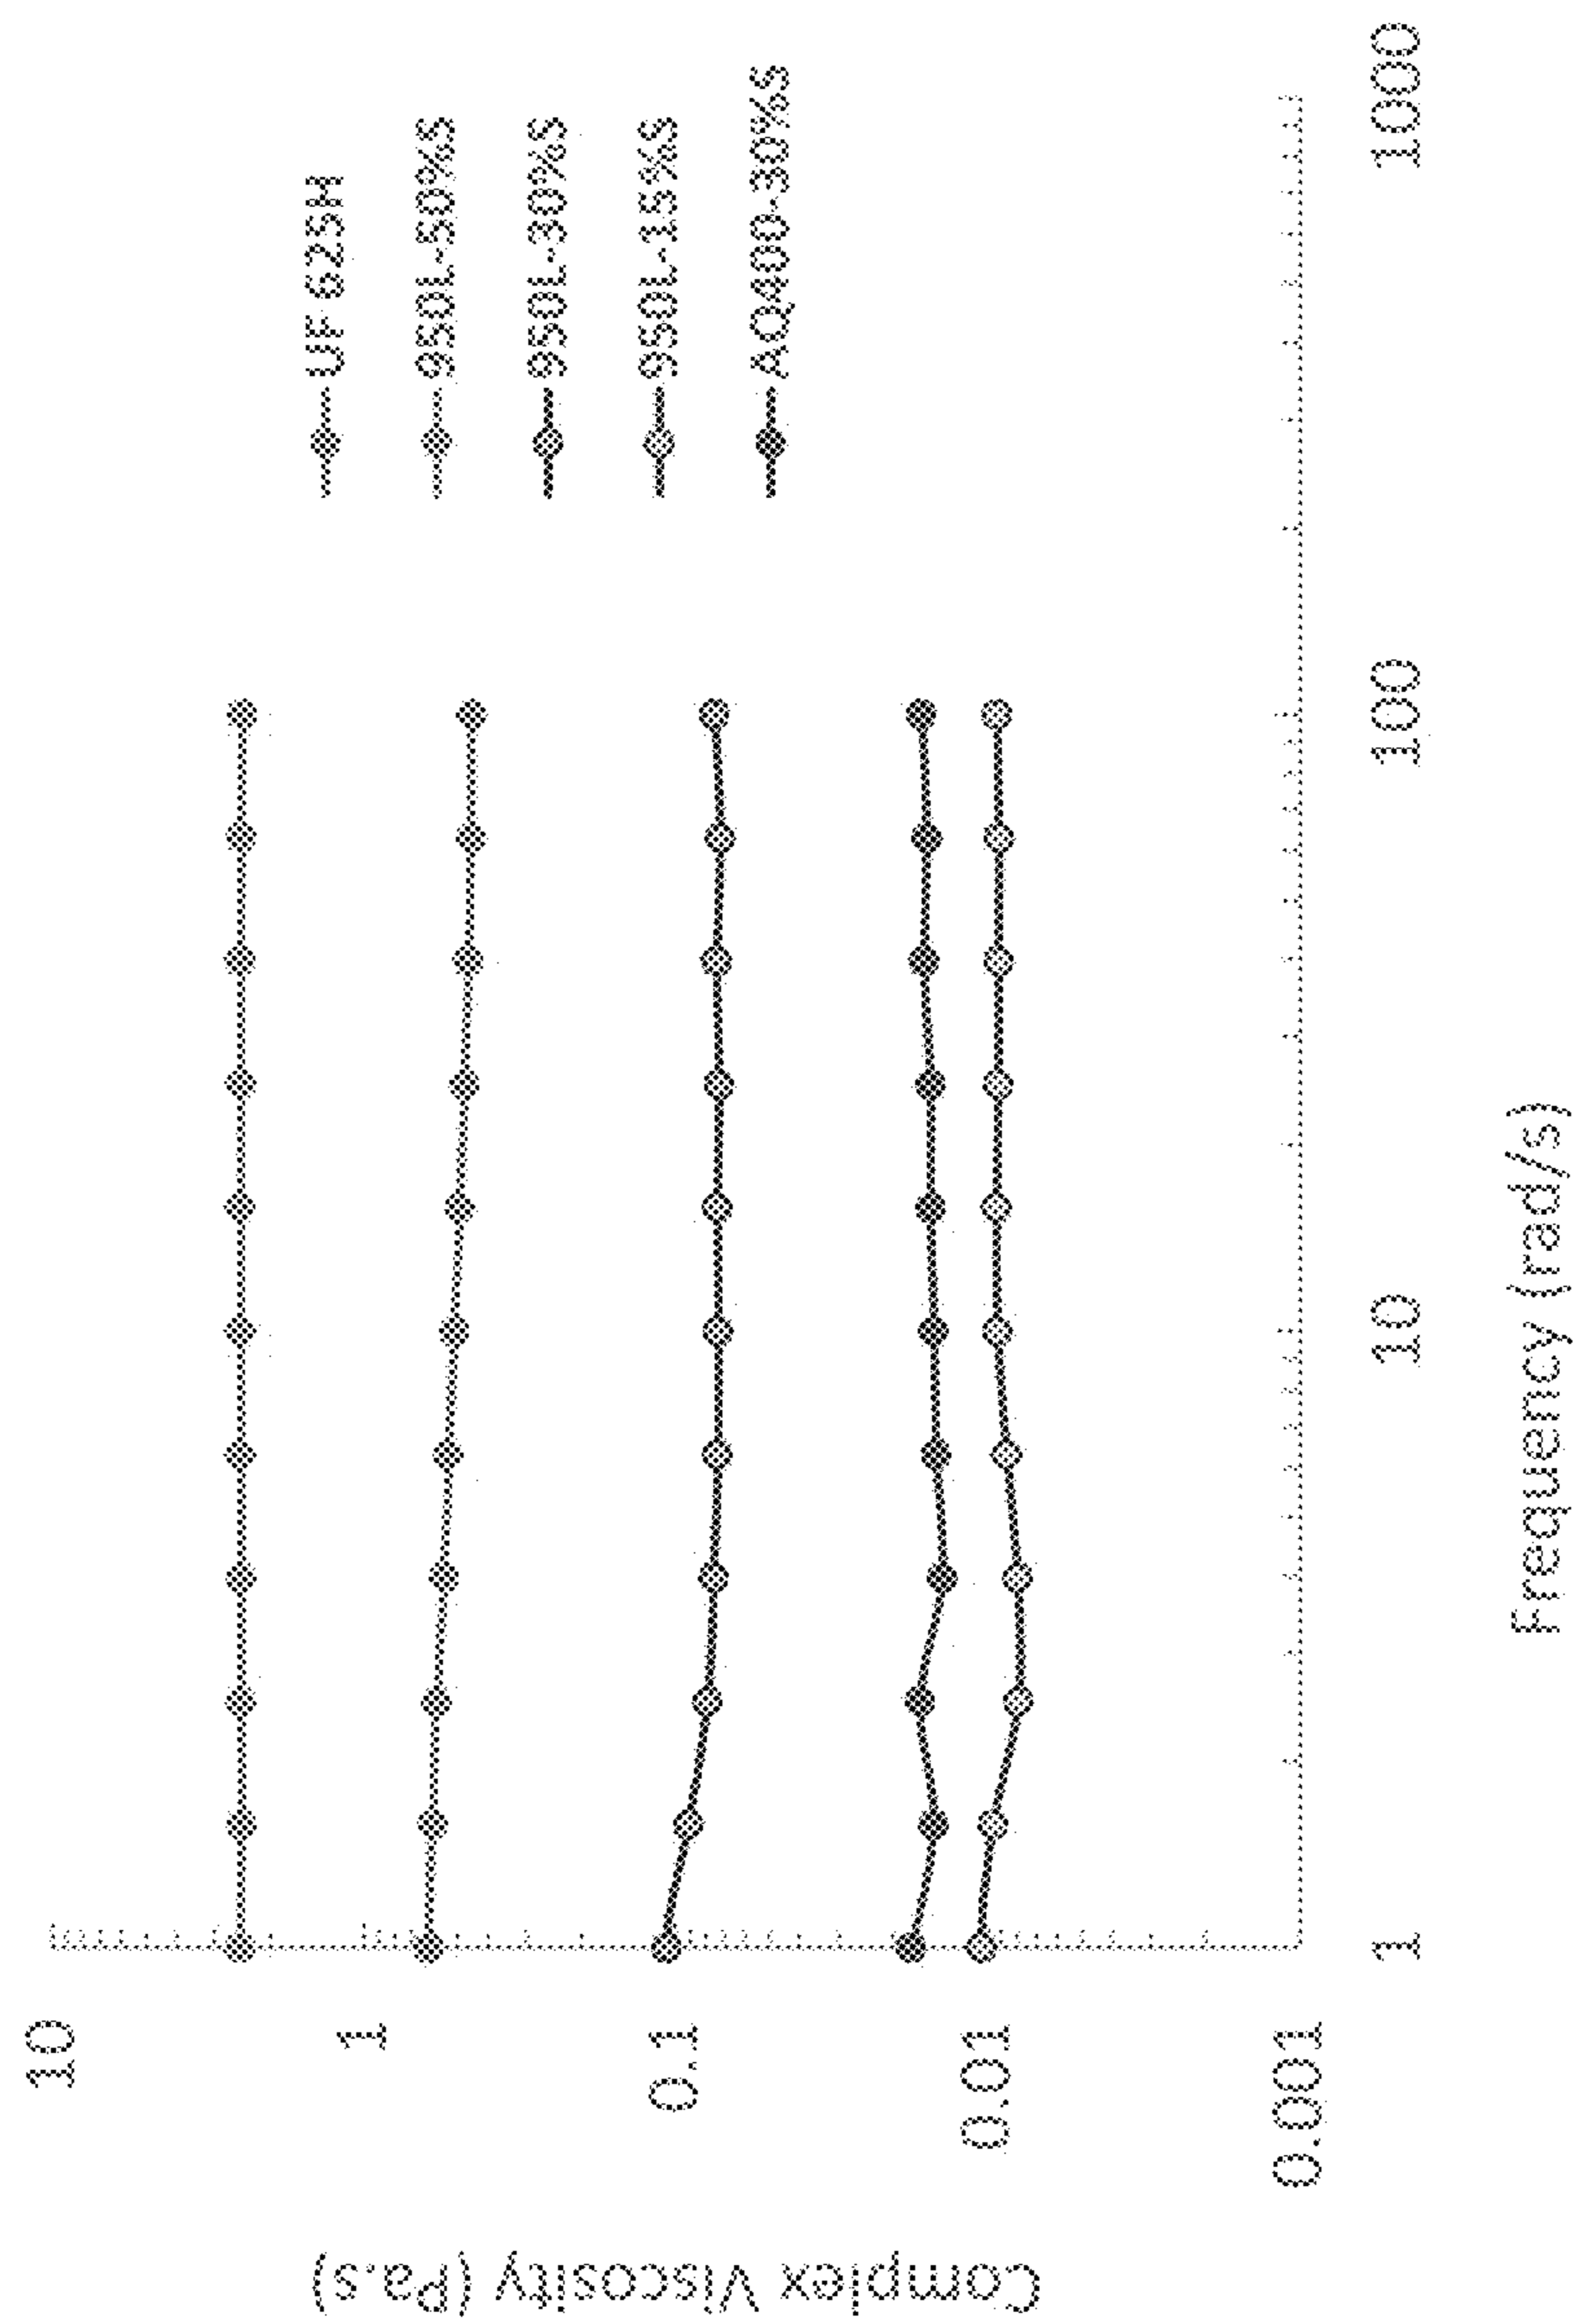 Complex Viscosity (Pa.s)
10
1
0.1
0.01
0.001
UF 625H
950L-50%S
950L-30%S
950L-15%S
AQ400-30%S
1
10
100
1000
Frequency (rad/s)